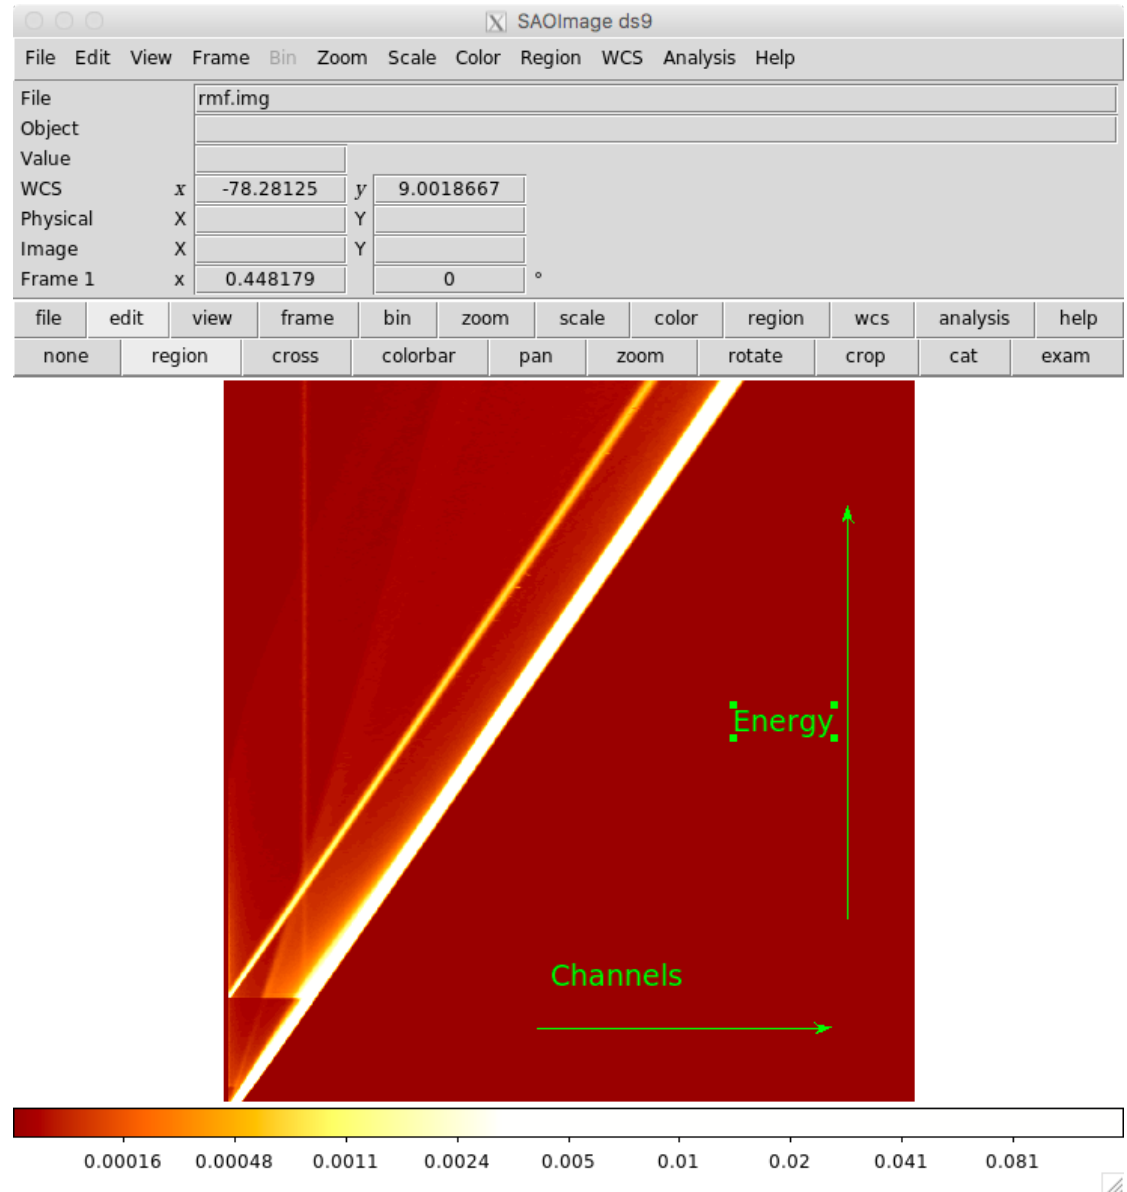 SAOImage ds9
File Edit View Frame Bin Zoom Scale Color Region WCS Analysis Help
File rmf.img
Object
Value
WCS x -78.28125 y 9.0018667
Physical X Y
Image X Y
Frame 1 x 0.448179 0 °
file edit view frame bin zoom scale color region wcs analysis help
none region cross colorbar pan zoom rotate crop cat exam
Energy
Channels
0.00016 0.00048 0.0011 0.0024 0.005 0.01 0.02 0.041 0.081